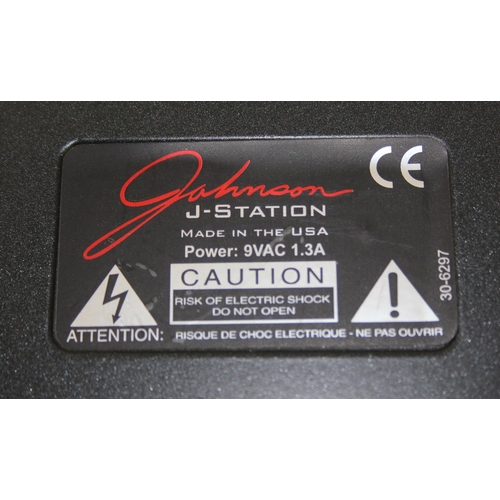 Johnson
CE
J-STATION
MADE IN THE USA
Power: 9VAC 1.3A
CAUTION
RISK OF ELECTRIC SHOCK
DO NOT OPEN
30-6297
ATTENTION: RISQUE DE CHOC ELECTRIQUE - NE PAS OUVRIR